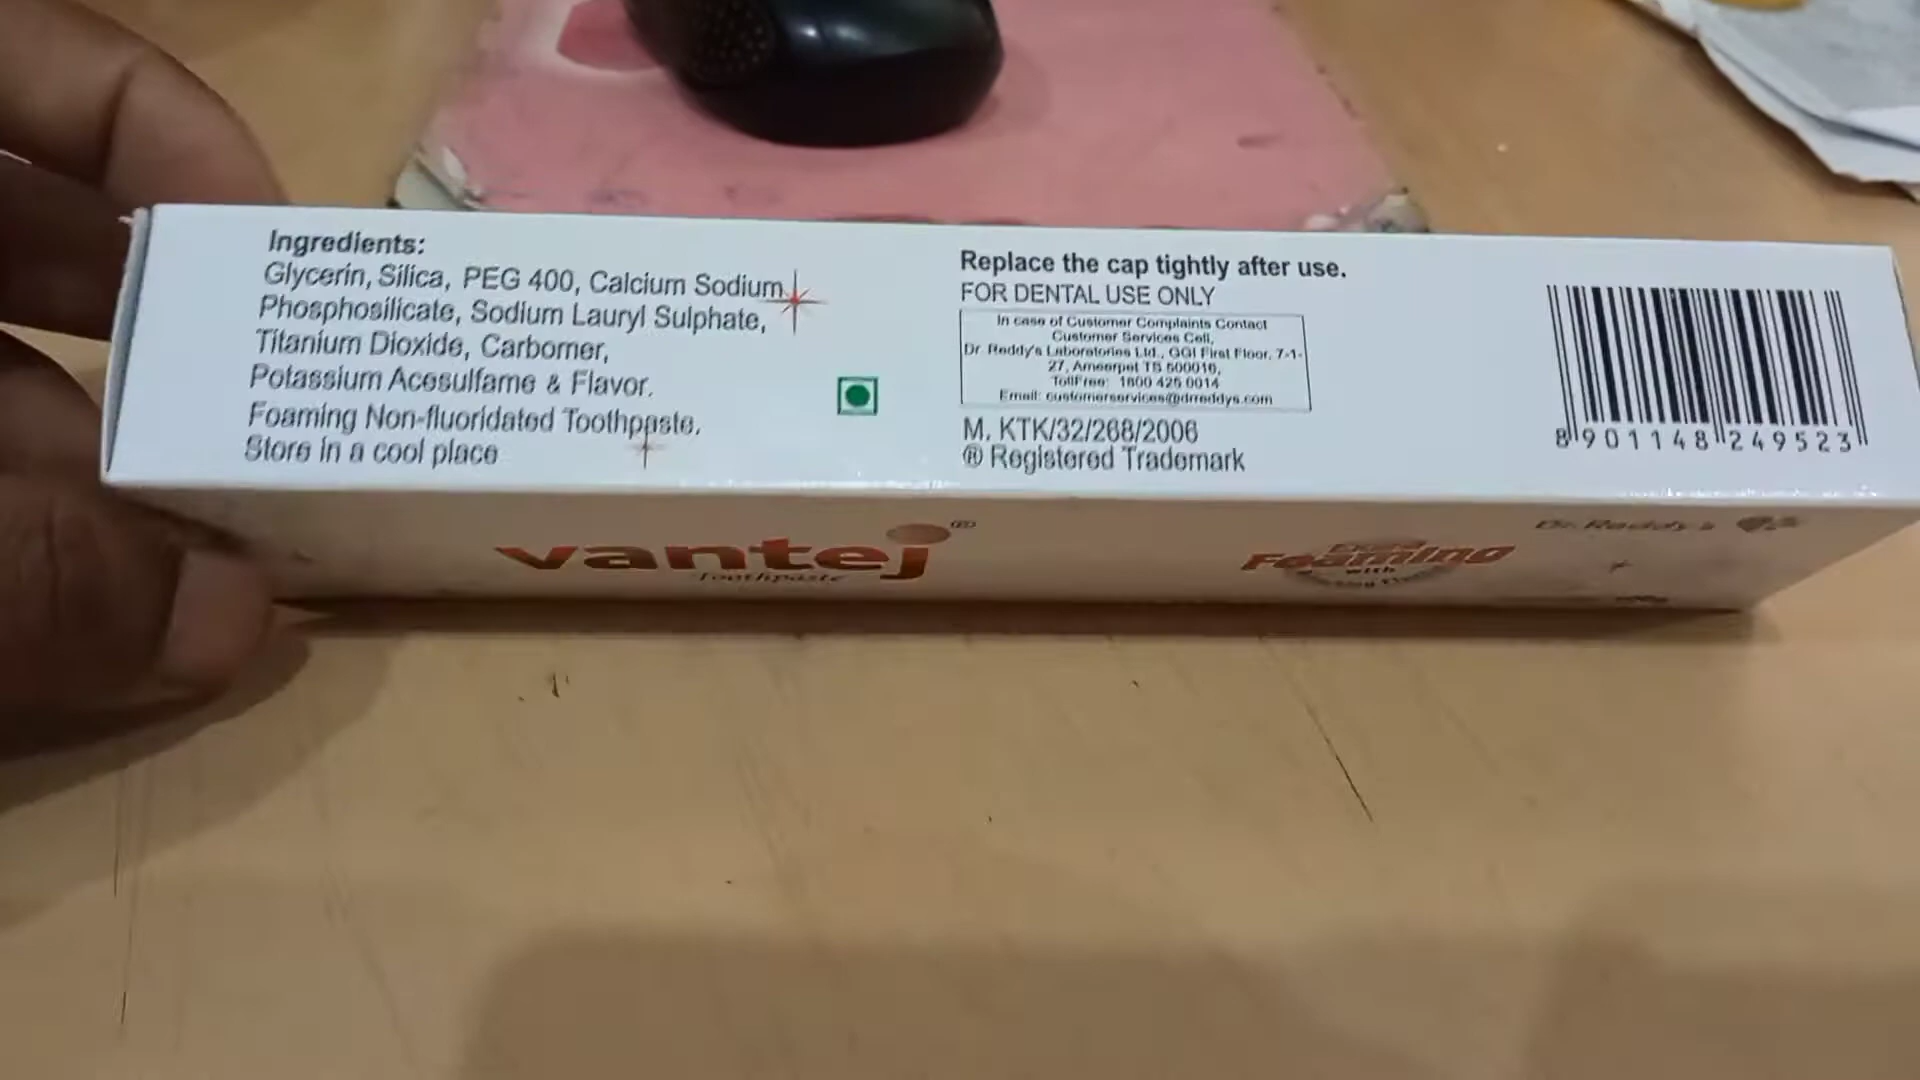 Ingredients:
Glycerin, Silica, PEG 400, Calcium Sodium
Phosphosilicate, Sodium Lauryl Sulphate,
Titanium Dioxide, Carbomer,
Potassium Acesulfame & Flavor.
Foaming Non-fluoridated Toothpaste.
Store in a cool place
Replace the cap tightly after use.
FOR DENTAL USE ONLY
In case of Customer Complaints Contact
Customer Services Cell,
Dr Reddy's Laboratories Ltd., GGI First Floor, 7-1-
27, Ameerpet TS 500016,
TollFree: 1800 425 0014
Email: customerservices@drreddys.com
M. KTK/32/268/2006
® Registered Trademark
8 901148 249523
vantej®
Toothpaste
Foaming
with
Dr. Reddy's